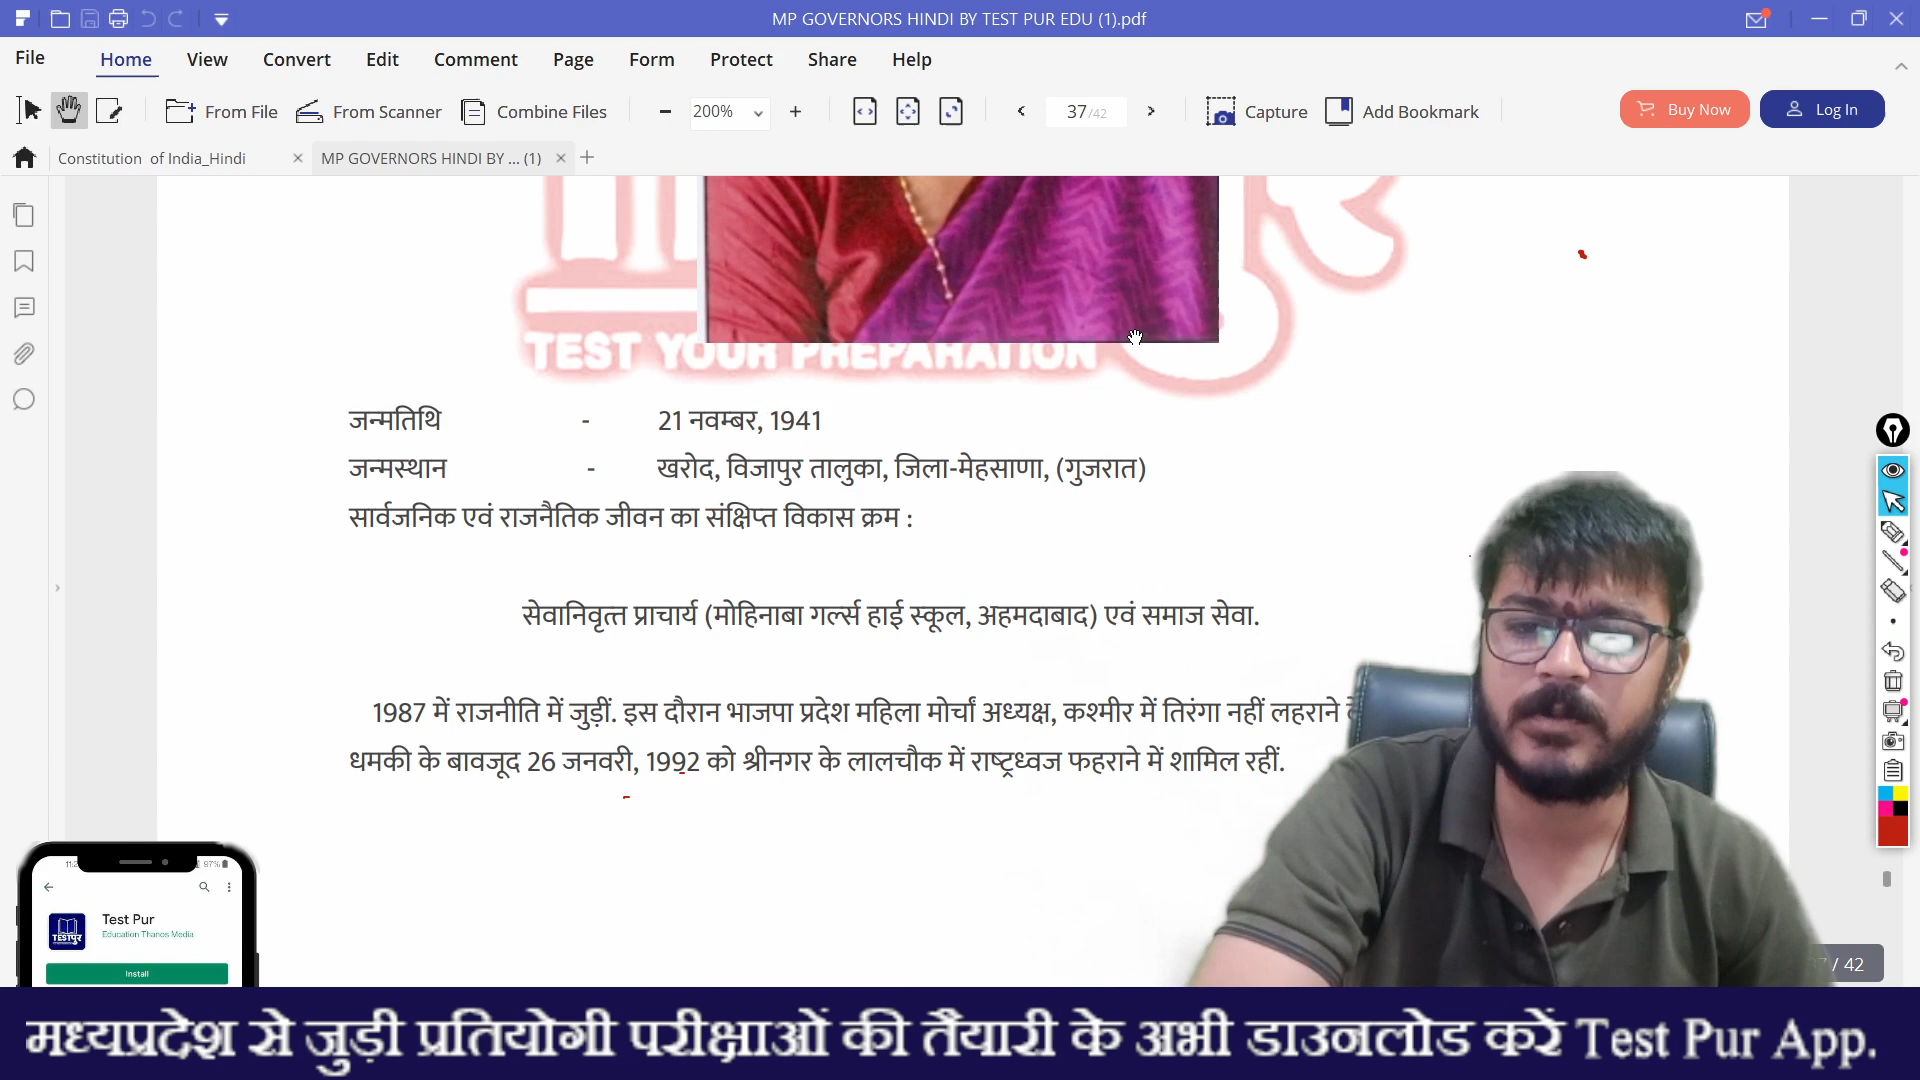 MP GOVERNORS HINDI BY TEST PUR EDU (1).pdf
File Home View Convert Edit Comment Page Form Protect Share Help
From File From Scanner Combine Files 200% 37/42 Capture Add Bookmark Buy Now Log In
Constitution of India_Hindi MP GOVERNORS HINDI BY ... (1)
TEST YOUR PREPARATION
जन्मतिथि - 21 नवम्बर, 1941
जन्मस्थान - खरोद, विजापुर तालुका, जिला-मेहसाणा, (गुजरात)
सार्वजनिक एवं राजनैतिक जीवन का संक्षिप्त विकास क्रम :
सेवानिवृत्त प्राचार्य (मोहिनाबा गर्ल्स हाई स्कूल, अहमदाबाद) एवं समाज सेवा.
1987 में राजनीति में जुड़ीं. इस दौरान भाजपा प्रदेश महिला मोर्चा अध्यक्ष, कश्मीर में तिरंगा नहीं लहराने
धमकी के बावजूद 26 जनवरी, 1992 को श्रीनगर के लालचौक में राष्ट्रध्वज फहराने में शामिल रहीं.
97%
Test Pur
Education Thanos Media
टेस्टपुर
Install
/ 42
मध्यप्रदेश से जुड़ी प्रतियोगी परीक्षाओं की तैयारी के अभी डाउनलोड करें Test Pur App.